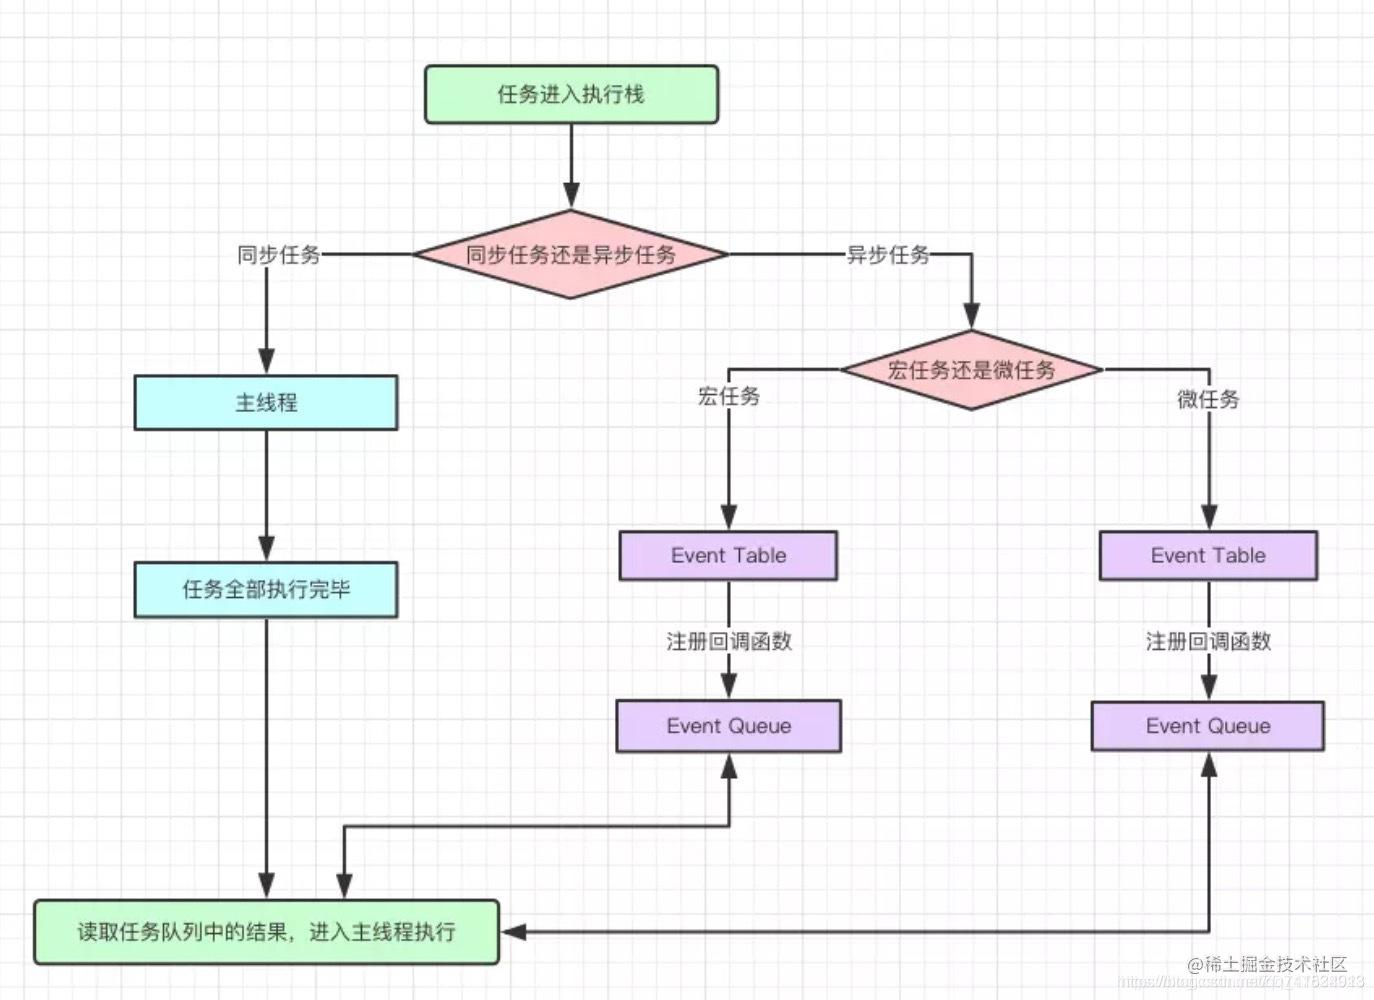 任务进入执行栈
同步任务
同步任务还是异步任务
异步任务
宏任务还是微任务
宏任务
微任务
主线程
Event Table
Event Table
任务全部执行完毕
注册回调函数
注册回调函数
Event Queue
Event Queue
读取任务队列中的结果，进入主线程执行
@稀土掘金技术社区